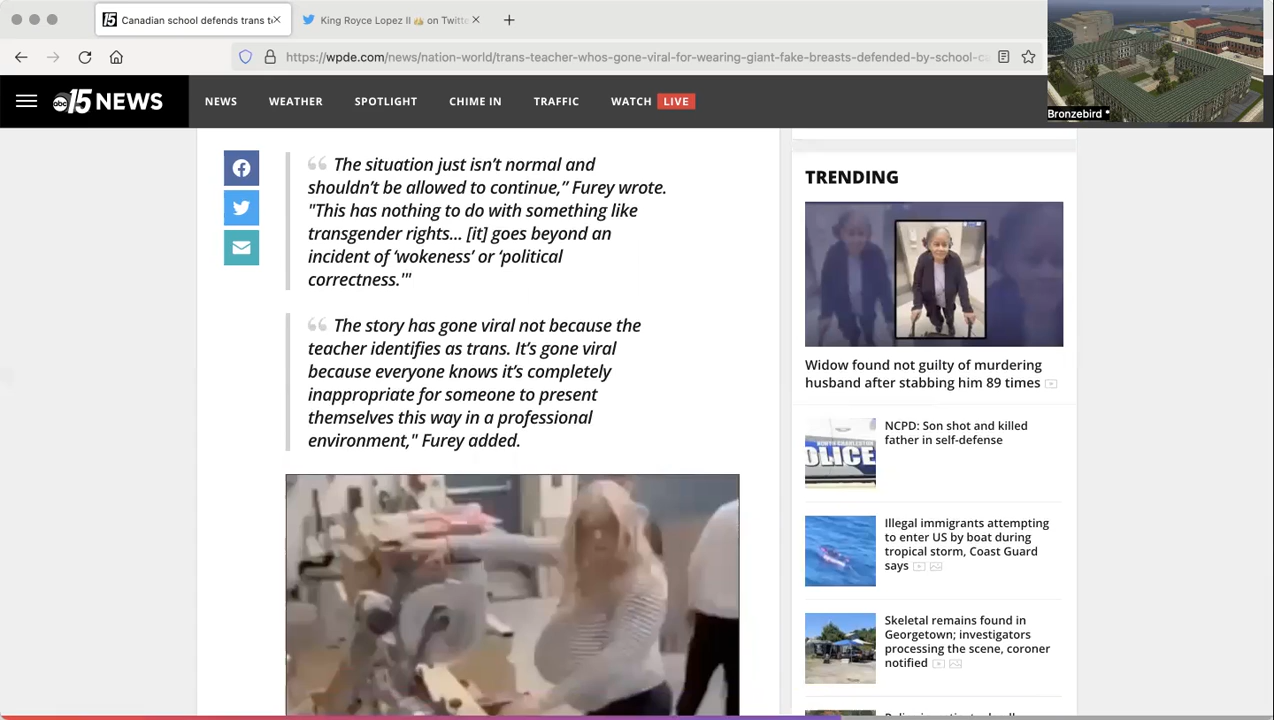 Canadian school defends trans t
King Royce Lopez II 👍 on Twitte
https://wpde.com/news/nation-world/trans-teacher-whos-gone-viral-for-wearing-giant-fake-breasts-defended-by-school-c
Bronzebird *
abc 15 NEWS
NEWS
WEATHER
SPOTLIGHT
CHIME IN
TRAFFIC
WATCH LIVE
The situation just isn’t normal and
shouldn’t be allowed to continue,” Furey wrote.
"This has nothing to do with something like
transgender rights... [it] goes beyond an
incident of ‘wokeness’ or ‘political
correctness.'"
The story has gone viral not because the
teacher identifies as trans. It’s gone viral
because everyone knows it’s completely
inappropriate for someone to present
themselves this way in a professional
environment," Furey added.
TRENDING
Widow found not guilty of murdering
husband after stabbing him 89 times
NORTH CHARLESTON
POLICE
NCPD: Son shot and killed
father in self-defense
Illegal immigrants attempting
to enter US by boat during
tropical storm, Coast Guard
says
Skeletal remains found in
Georgetown; investigators
processing the scene, coroner
notified